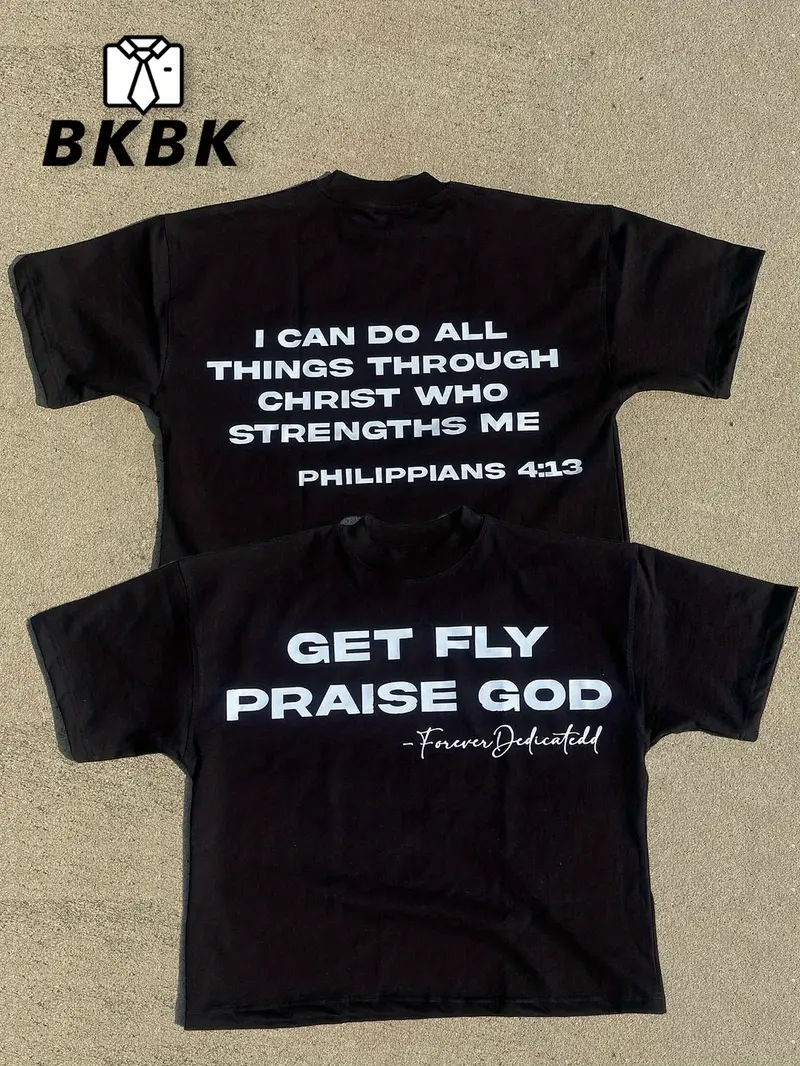 BKBK
I CAN DO ALL
THINGS THROUGH
CHRIST WHO
STRENGTHS ME
PHILIPPIANS 4:13
GET FLY
PRAISE GOD
-ForeverDedicatedd